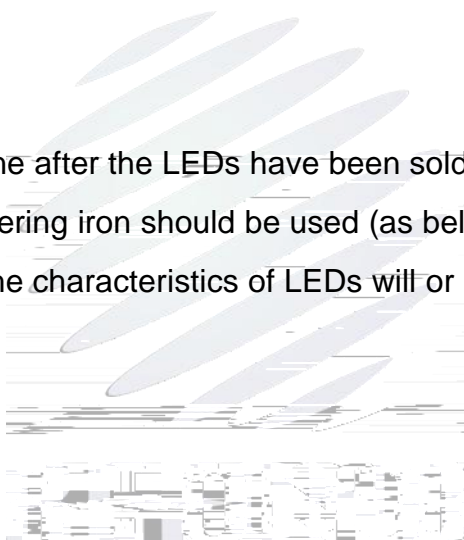 ne after the LEDs have been sold
ering iron should be used (as bel
he characteristics of LEDs will or